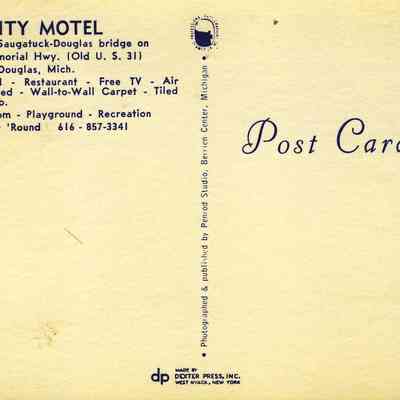 ITY MOTEL
Saugatuck-Douglas bridge on
morial Hwy. (Old U. S. 31)
Douglas, Mich.
l - Restaurant - Free TV - Air
ed - Wall-to-Wall Carpet - Tiled
o.
om - Playground - Recreation
'Round 616 - 857-3341
Post Card
• Photographed & published by Penrod Studio, Berrien Center, Michigan •
dp
MADE BY
DEXTER PRESS, INC.
WEST NYACK, NEW YORK